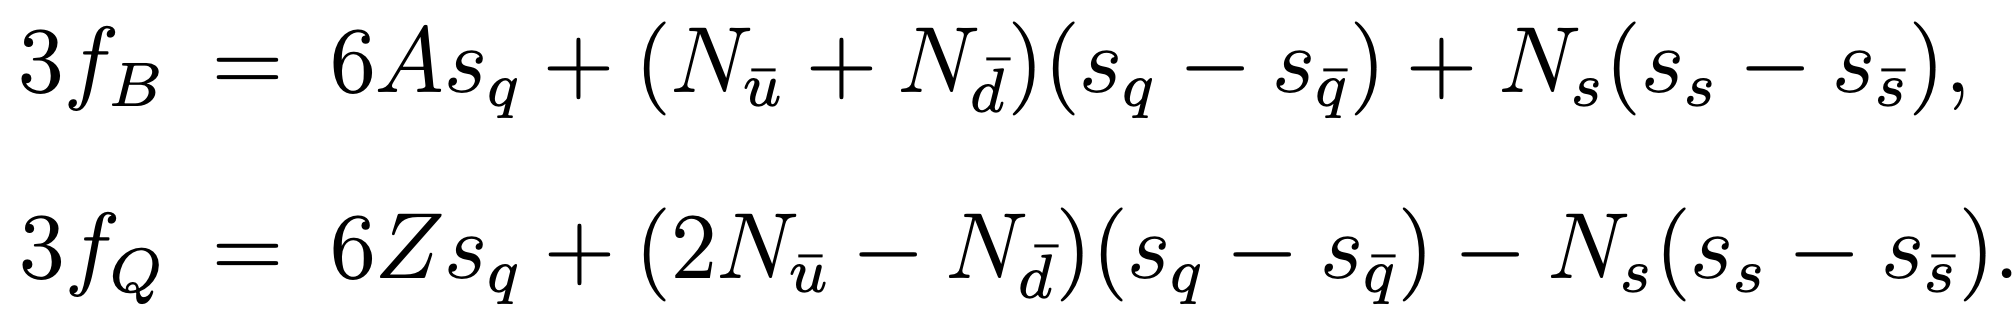 $3f_B = 6As_q + (N_{\bar{u}} + N_{\bar{d}})(s_q - s_{\bar{q}}) + N_s(s_s - s_{\bar{s}}),$
$3f_Q = 6Zs_q + (2N_{\bar{u}} - N_{\bar{d}})(s_q - s_{\bar{q}}) - N_s(s_s - s_{\bar{s}}).$